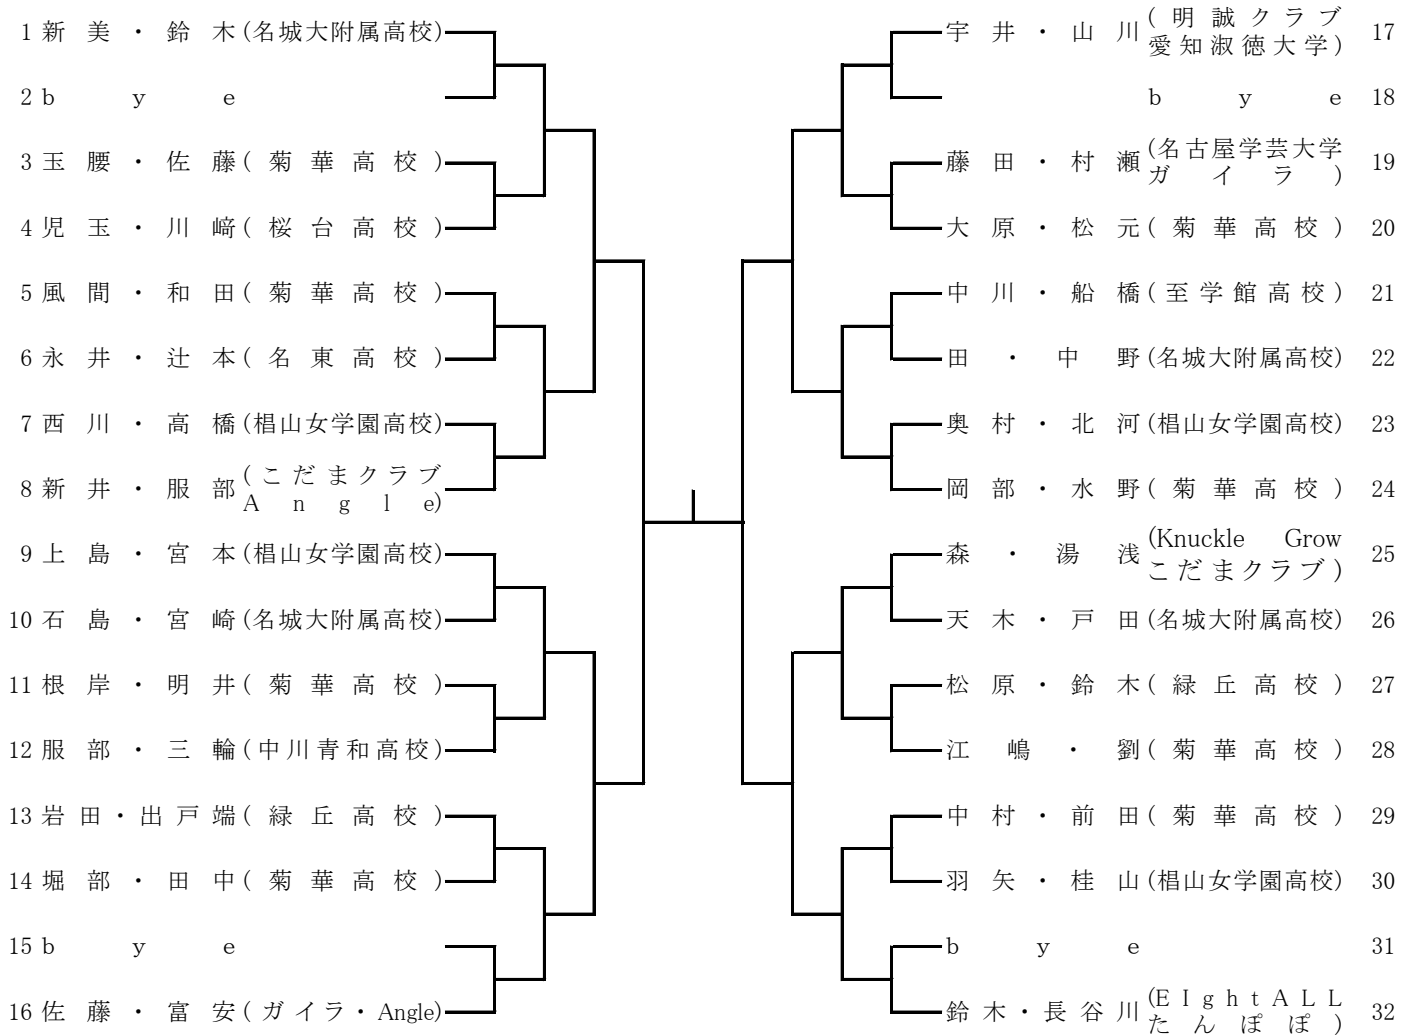 1 新美・鈴木(名城大附属高校)
2 bye
3 玉腰・佐藤(菊華高校)
4 児玉・川﨑(桜台高校)
5 風間・和田(菊華高校)
6 永井・辻本(名東高校)
7 西川・高橋(椙山女学園高校)
8 新井・服部(こだまクラブ
Angle)
9 上島・宮本(椙山女学園高校)
10 石島・宮崎(名城大附属高校)
11 根岸・明井(菊華高校)
12 服部・三輪(中川青和高校)
13 岩田・出戸端(緑丘高校)
14 堀部・田中(菊華高校)
15 bye
16 佐藤・富安(ガイラ・Angle)
宇井・山川(明誠クラブ
愛知淑徳大学) 17
bye 18
藤田・村瀬(名古屋学芸大学
ガイラ) 19
大原・松元(菊華高校) 20
中川・船橋(至学館高校) 21
田・中野(名城大附属高校) 22
奥村・北河(椙山女学園高校) 23
岡部・水野(菊華高校) 24
森・湯浅(Knuckle Grow
こだまクラブ) 25
天木・戸田(名城大附属高校) 26
松原・鈴木(緑丘高校) 27
江嶋・劉(菊華高校) 28
中村・前田(菊華高校) 29
羽矢・桂山(椙山女学園高校) 30
bye 31
鈴木・長谷川(EIghtALL
たんぽぽ) 32